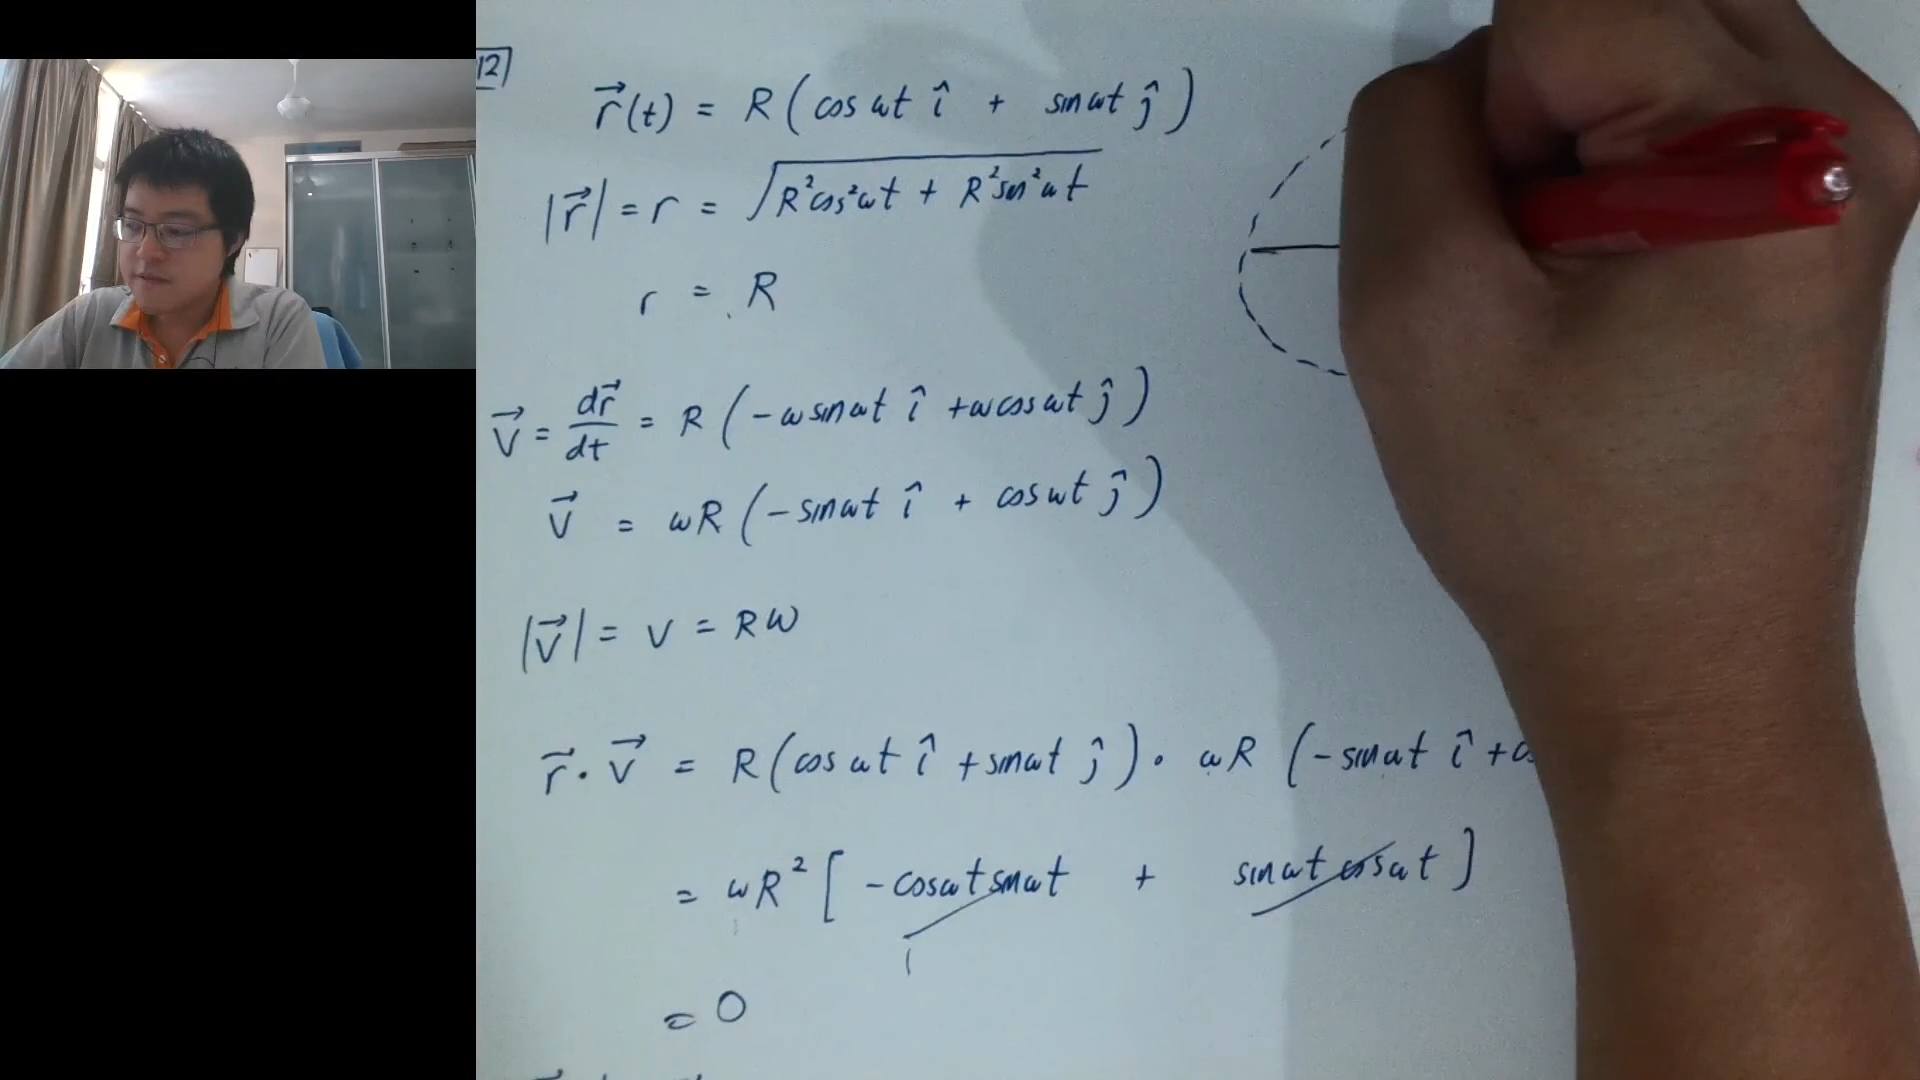 12
r⃗(t) = R(cos ωt î + sin ωt ĵ)
|r⃗| = r = √(R²cos²ωt + R²sin²ωt)
r = R
v⃗ = dr⃗/dt = R(-ω sin ωt î + ω cos ωt ĵ)
v⃗ = ωR(-sin ωt î + cos ωt ĵ)
|v⃗| = v = Rω
r⃗ · v⃗ = R(cos ωt î + sin ωt ĵ) · ωR (-sin ωt î +
= ωR² [-cos ωt sin ωt + sin ωt cos ωt]
= 0